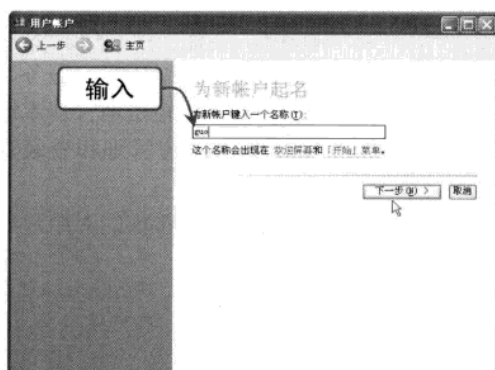 用户帐户
上一步 主页
输入
为新帐户起名
为新帐户键入一个名称(T):
guo
这个名称会出现在 欢迎屏幕和「开始」菜单。
下一步(N) > 取消